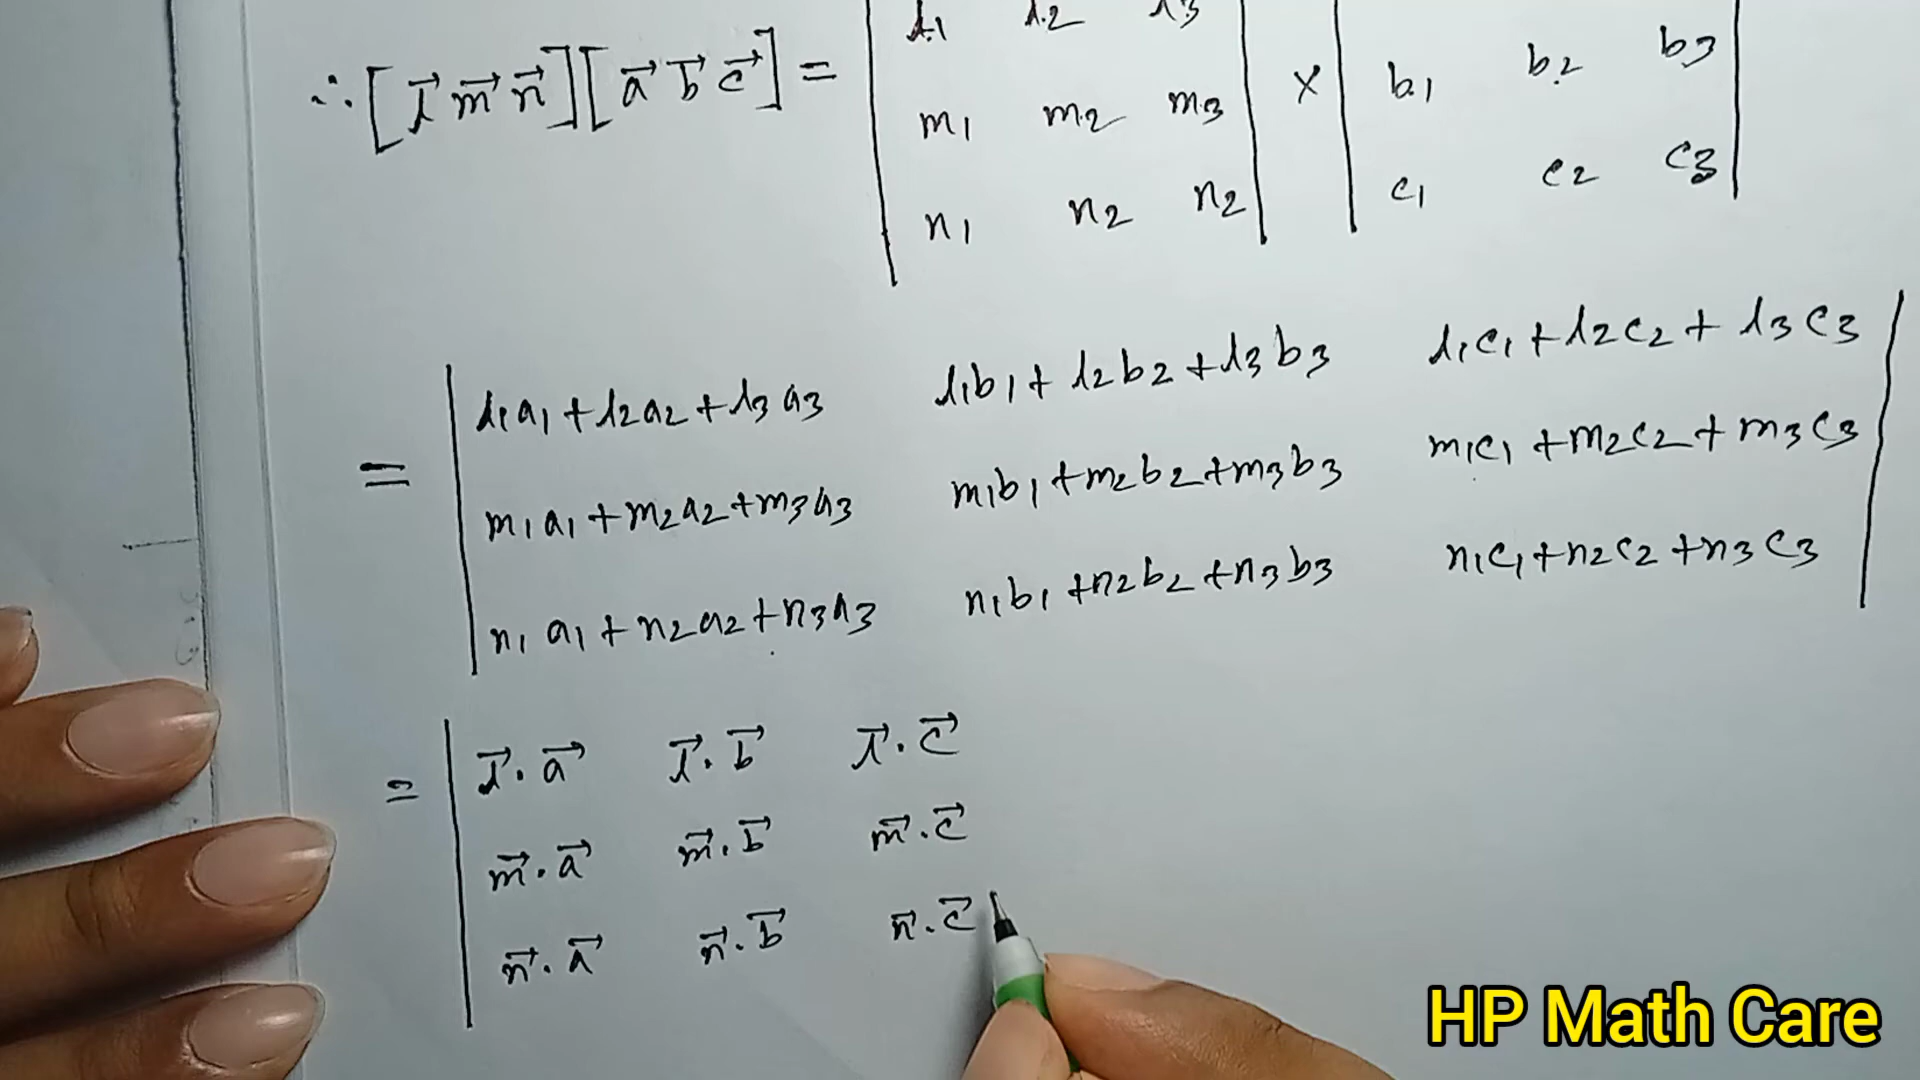 l1 l2 l3
∴ [l⃗ m⃗ n⃗][a⃗ b⃗ c⃗] = | m1 m2 m3 | × | b1 b2 b3 |
n1 n2 n2 c1 c2 c3
l1a1 + l2a2 + l3a3 l1b1 + l2b2 + l3b3 l1c1 + l2c2 + l3c3
= | m1a1 + m2a2 + m3a3 m1b1 + m2b2 + m3b3 m1c1 + m2c2 + m3c3 |
n1a1 + n2a2 + n3a3 n1b1 + n2b2 + n3b3 n1c1 + n2c2 + n3c3
= | l⃗.a⃗ l⃗.b⃗ l⃗.c⃗
m⃗.a⃗ m⃗.b⃗ m⃗.c⃗
n⃗.a⃗ n⃗.b⃗ n⃗.c⃗
HP Math Care